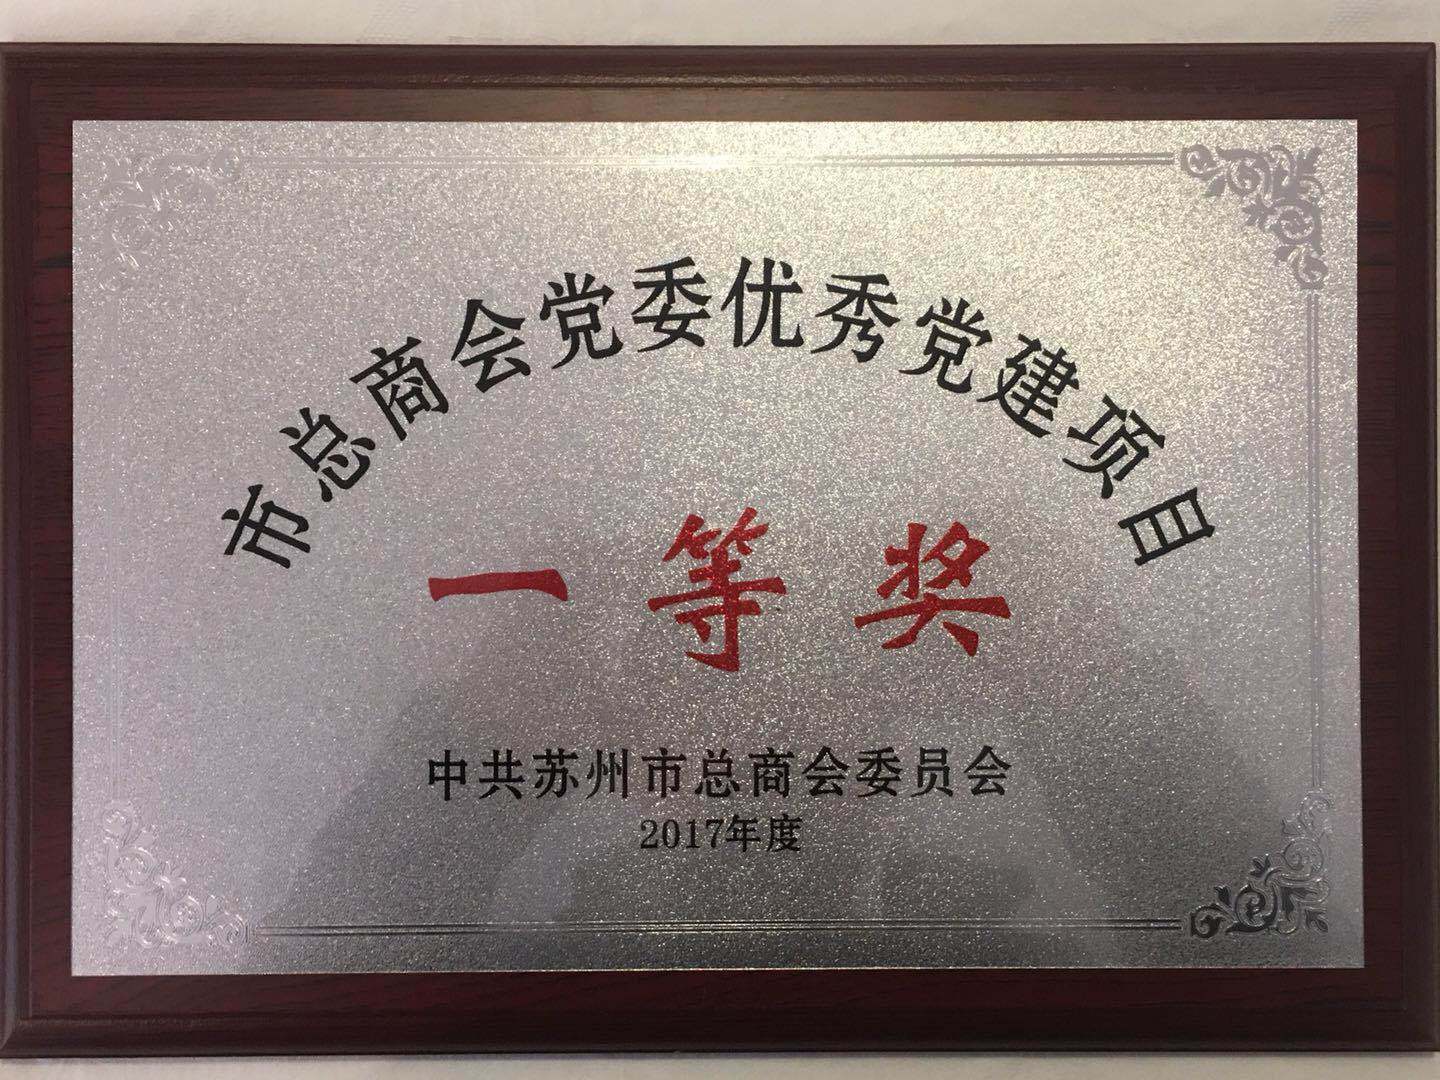 市总商会党委优秀党建项目
一等奖
中共苏州市总商会委员会
2017年度